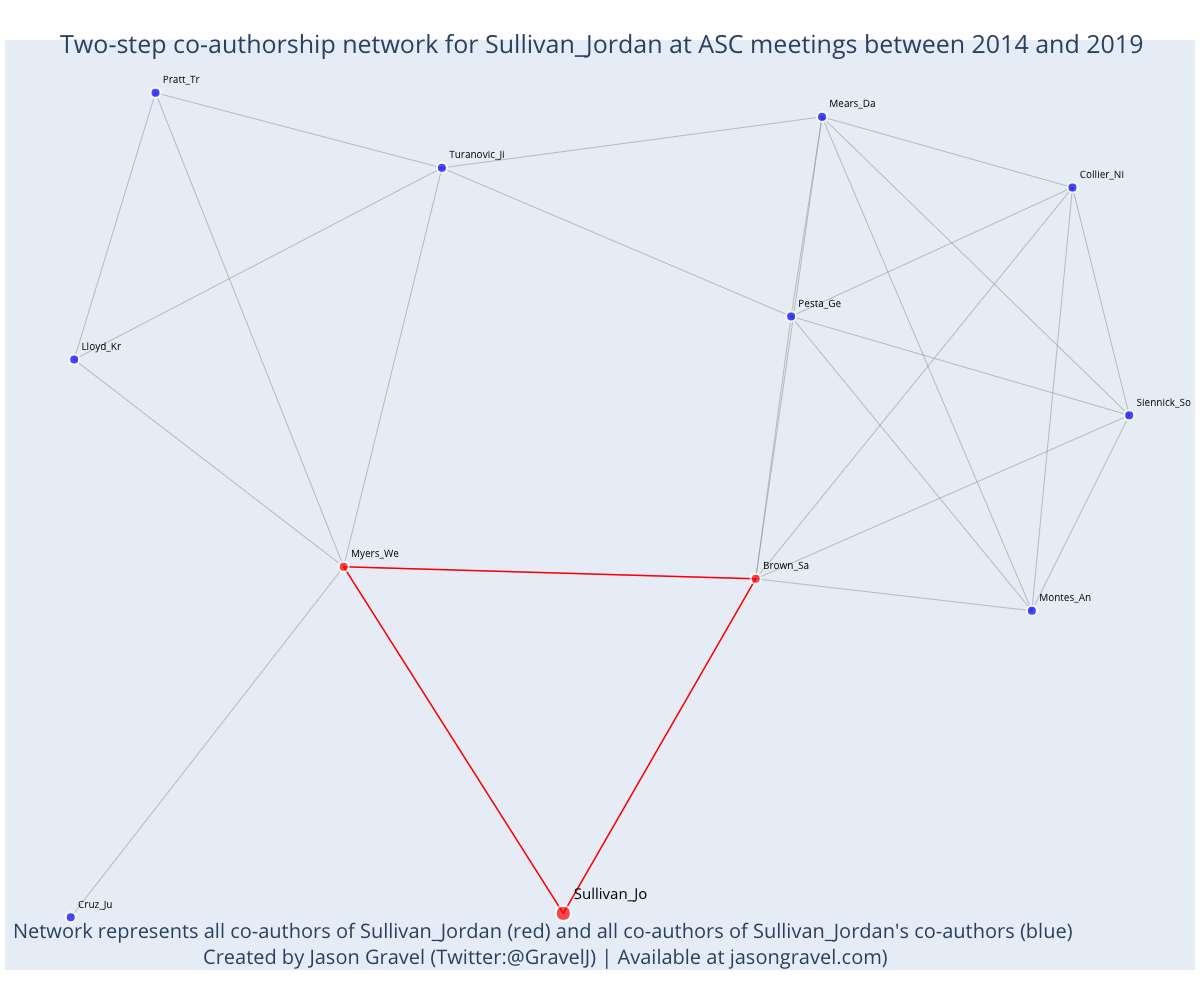 Two-step co-authorship network for Sullivan_Jordan at ASC meetings between 2014 and 2019
Pratt_Tr
Mears_Da
Turanovic_Ji
Collier_Ni
Pesta_Ge
Lloyd_Kr
Siennick_So
Myers_We
Brown_Sa
Montes_An
Sullivan_Jo
Cruz_Ju
Network represents all co-authors of Sullivan_Jordan (red) and all co-authors of Sullivan_Jordan's co-authors (blue)
Created by Jason Gravel (Twitter:@GravelJ) | Available at jasongravel.com)